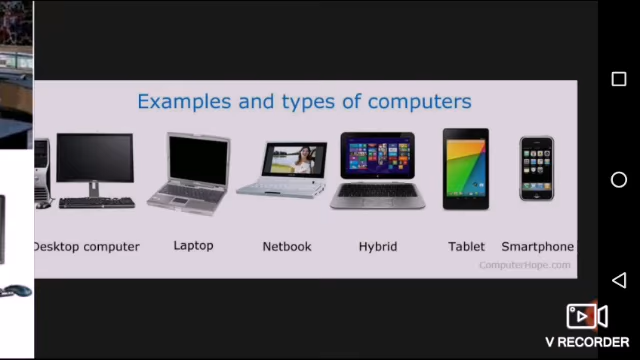 Examples and types of computers
Desktop computer Laptop Netbook Hybrid Tablet Smartphone
ComputerHope.com
V RECORDER